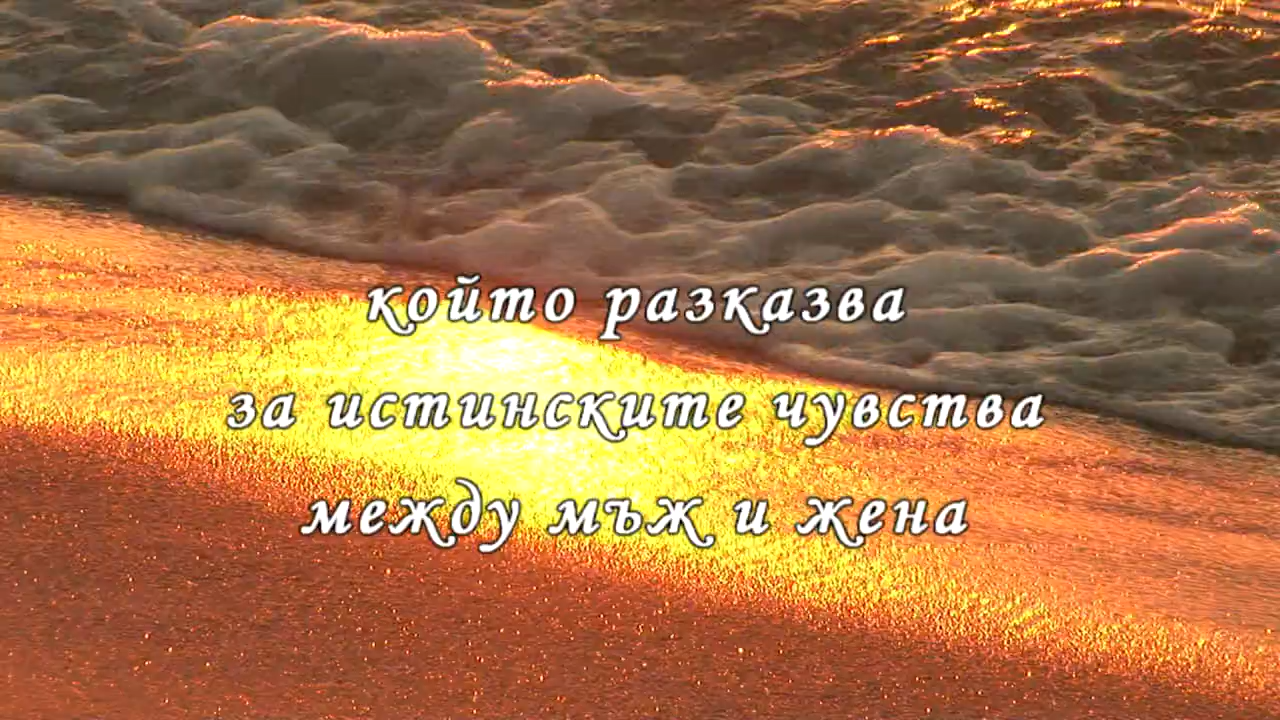 който разказва
за истинските чувства
между мъж и жена